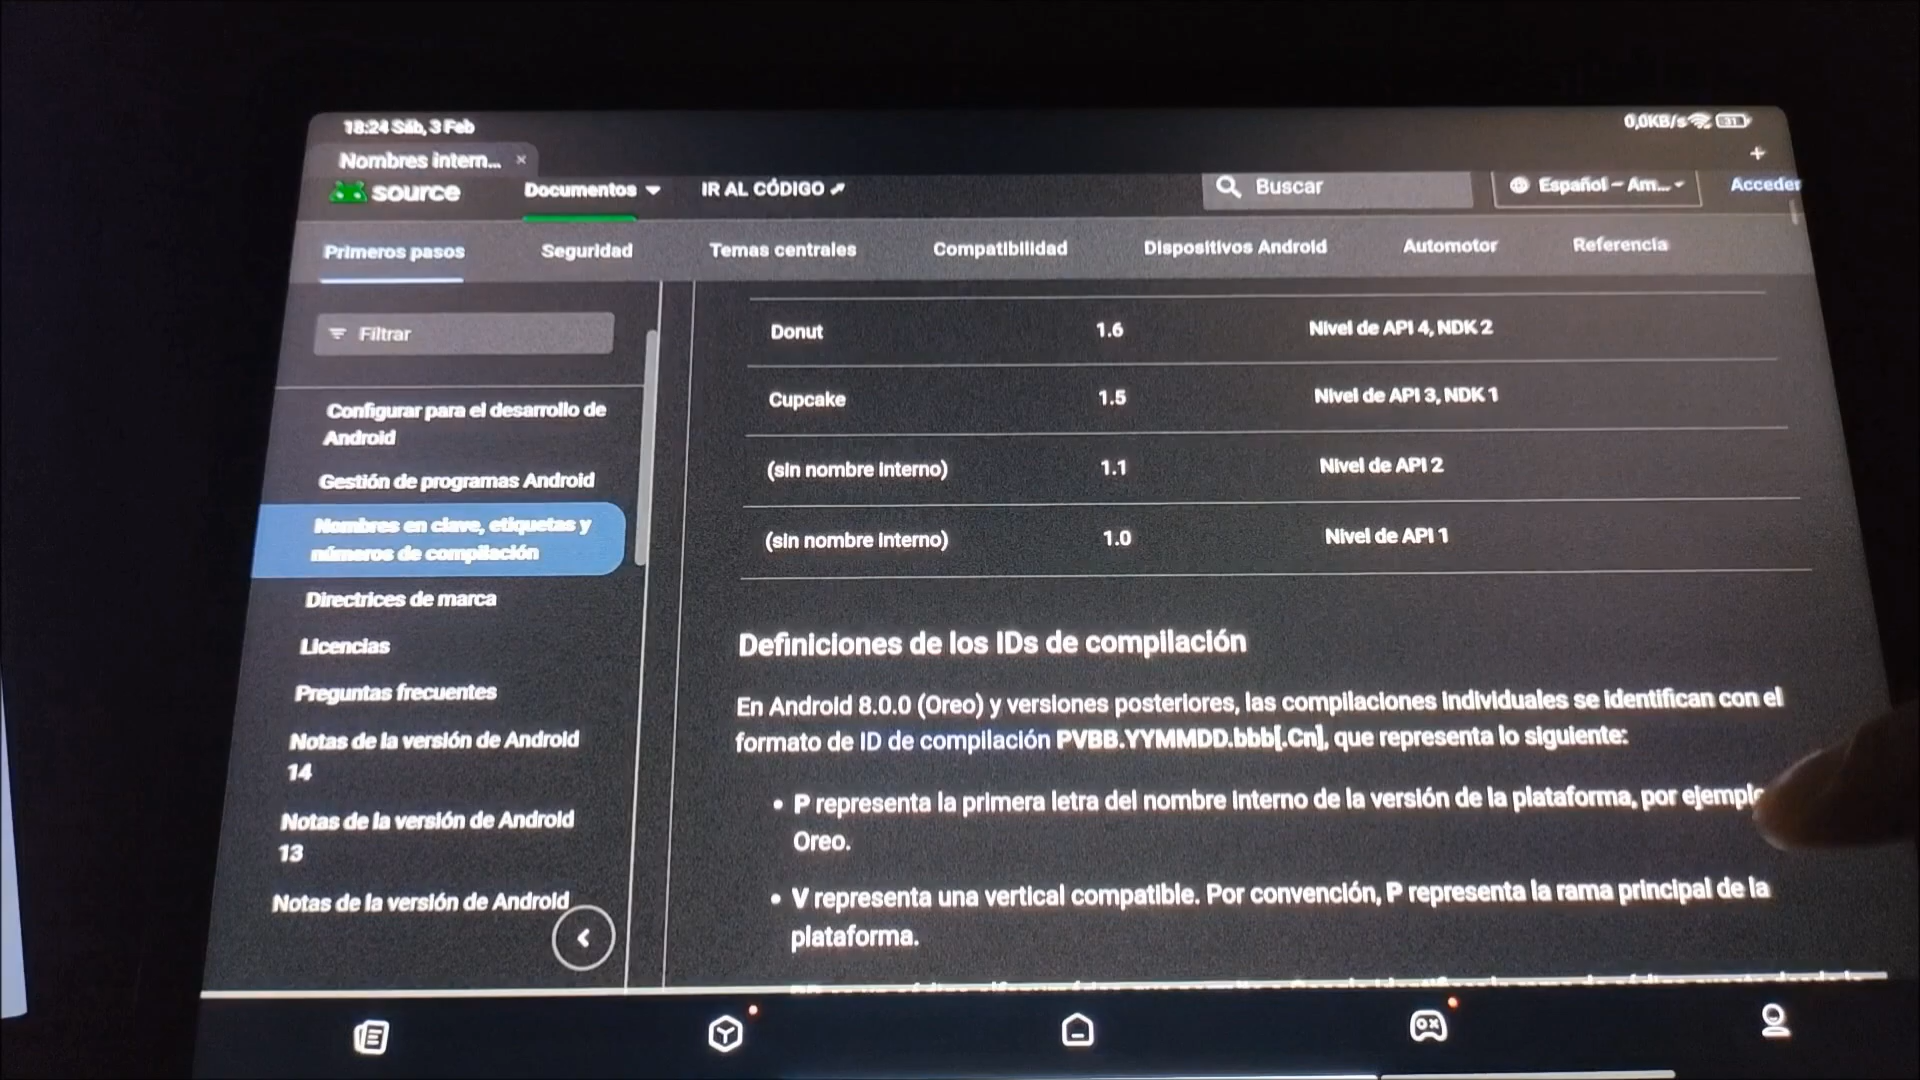 18:24 Sáb, 3 Feb
0,0KB/s 31
Nombres intern... ×
+
source
Documentos
IR AL CÓDIGO
Buscar
Español – Am...
Acceder
Primeros pasos
Seguridad
Temas centrales
Compatibilidad
Dispositivos Android
Automotor
Referencia
Filtrar
Configurar para el desarrollo de
Android
Gestión de programas Android
Nombres en clave, etiquetas y
números de compilación
Directrices de marca
Licencias
Preguntas frecuentes
Notas de la versión de Android
14
Notas de la versión de Android
13
Notas de la versión de Android
Donut 1.6 Nivel de API 4, NDK 2
Cupcake 1.5 Nivel de API 3, NDK 1
(sin nombre interno) 1.1 Nivel de API 2
(sin nombre interno) 1.0 Nivel de API 1
Definiciones de los IDs de compilación
En Android 8.0.0 (Oreo) y versiones posteriores, las compilaciones individuales se identifican con el
formato de ID de compilación PVBB.YYMMDD.bbb[.Cn], que representa lo siguiente:
• P representa la primera letra del nombre interno de la versión de la plataforma, por ejemplo
Oreo.
• V representa una vertical compatible. Por convención, P representa la rama principal de la
plataforma.